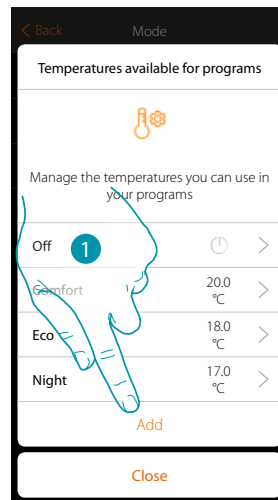 Back Mode
Temperatures available for programs
Manage the temperatures you can use in
your programs
Off 1
Comfort 20.0
°C
Eco 18.0
°C
Night 17.0
°C
Add
Close